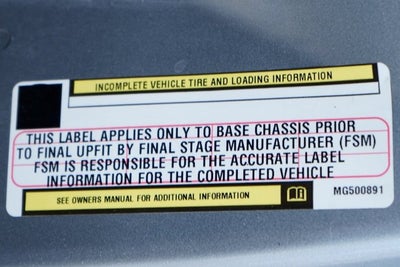 INCOMPLETE VEHICLE TIRE AND LOADING INFORMATION
THIS LABEL APPLIES ONLY TO BASE CHASSIS PRIOR
TO FINAL UPFIT BY FINAL STAGE MANUFACTURER (FSM)
FSM IS RESPONSIBLE FOR THE ACCURATE LABEL
INFORMATION FOR THE COMPLETED VEHICLE
SEE OWNERS MANUAL FOR ADDITIONAL INFORMATION
MG500891